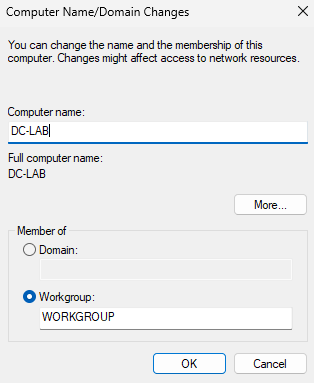 Computer Name/Domain Changes
You can change the name and the membership of this
computer. Changes might affect access to network resources.
Computer name:
DC-LAB
Full computer name:
DC-LAB
More...
Member of
Domain:
Workgroup:
WORKGROUP
OK
Cancel